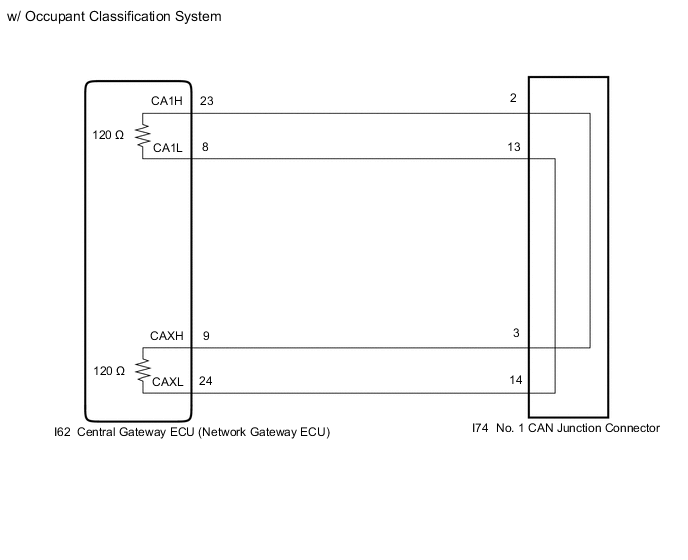 w/ Occupant Classification System
CA1H 23 2
120 Ω
CA1L 8 13
CAXH 9 3
120 Ω
CAXL 24 14
I62 Central Gateway ECU (Network Gateway ECU)
I74 No. 1 CAN Junction Connector